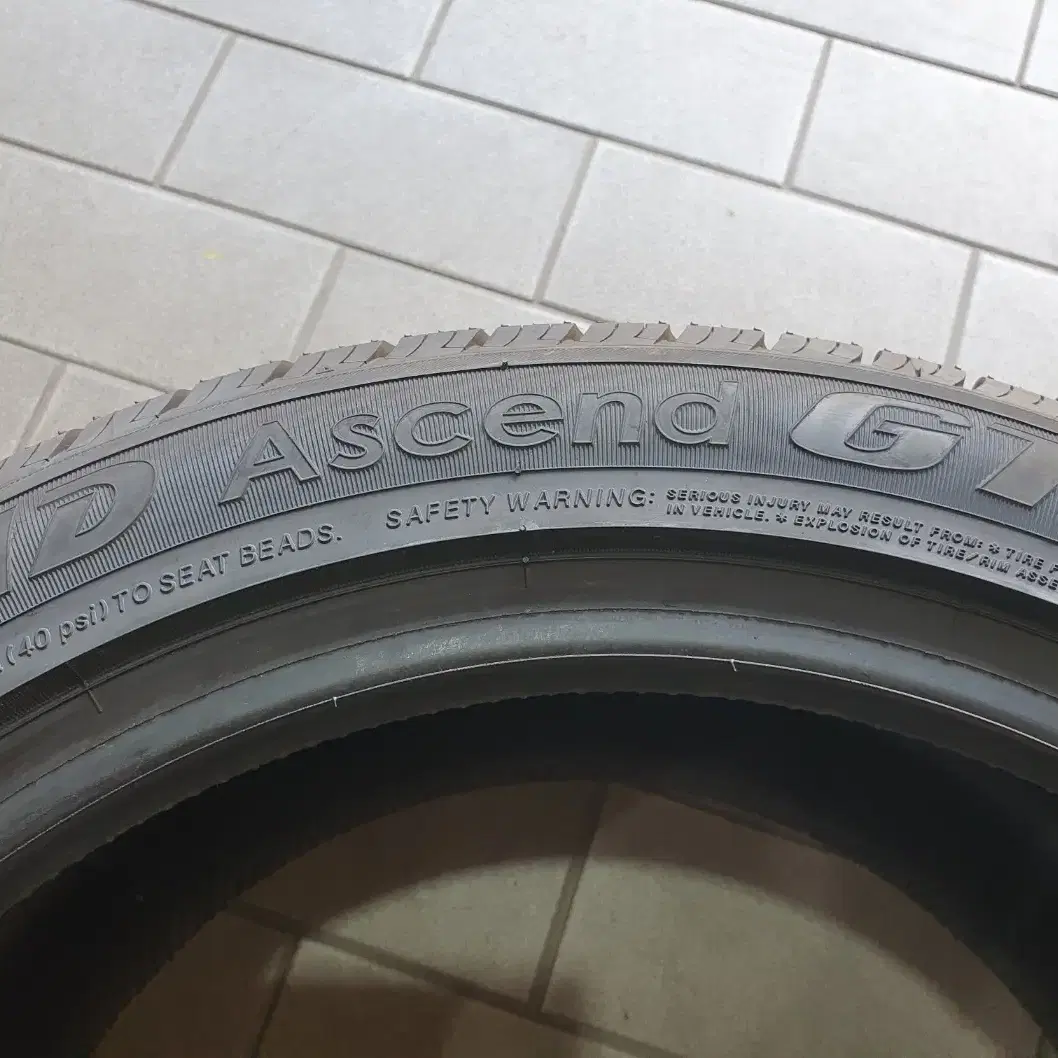 D Ascend GT
(40 psi) TO SEAT BEADS.
SAFETY WARNING: SERIOUS INJURY MAY RESULT FROM: * TIRE
IN VEHICLE. * EXPLOSION OF TIRE/RIM